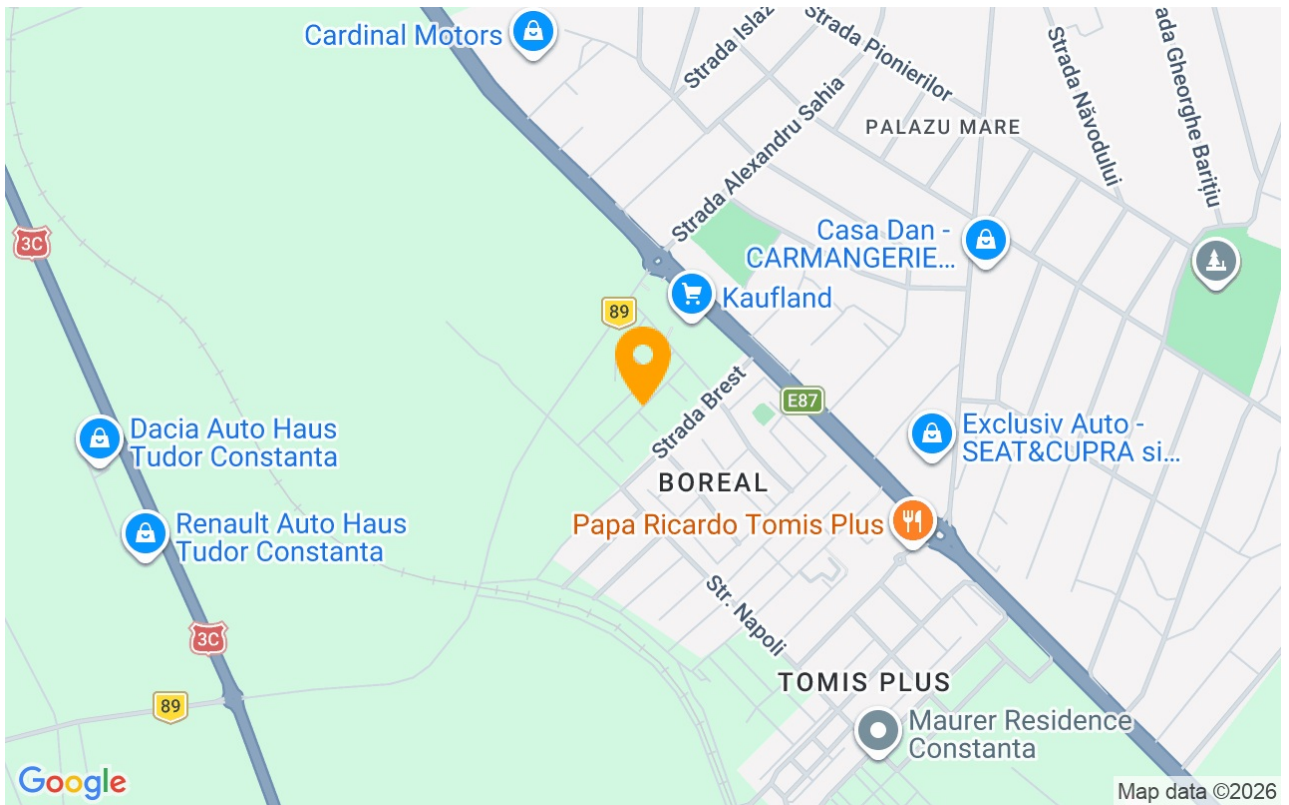 Cardinal Motors
Strada Islaz
Strada Pionierilor
Strada Năvodului
ada Gheorghe Barițiu
PALAZU MARE
Strada Alexandru Sahia
3C
Casa Dan -
CARMANGERIE...
Kaufland
89
Strada Brest
E87
Dacia Auto Haus
Tudor Constanta
Exclusiv Auto -
SEAT&CUPRA si...
BOREAL
Papa Ricardo Tomis Plus
Renault Auto Haus
Tudor Constanta
Str. Napoli
3C
TOMIS PLUS
89
Maurer Residence
Constanta
Google
Map data ©2026